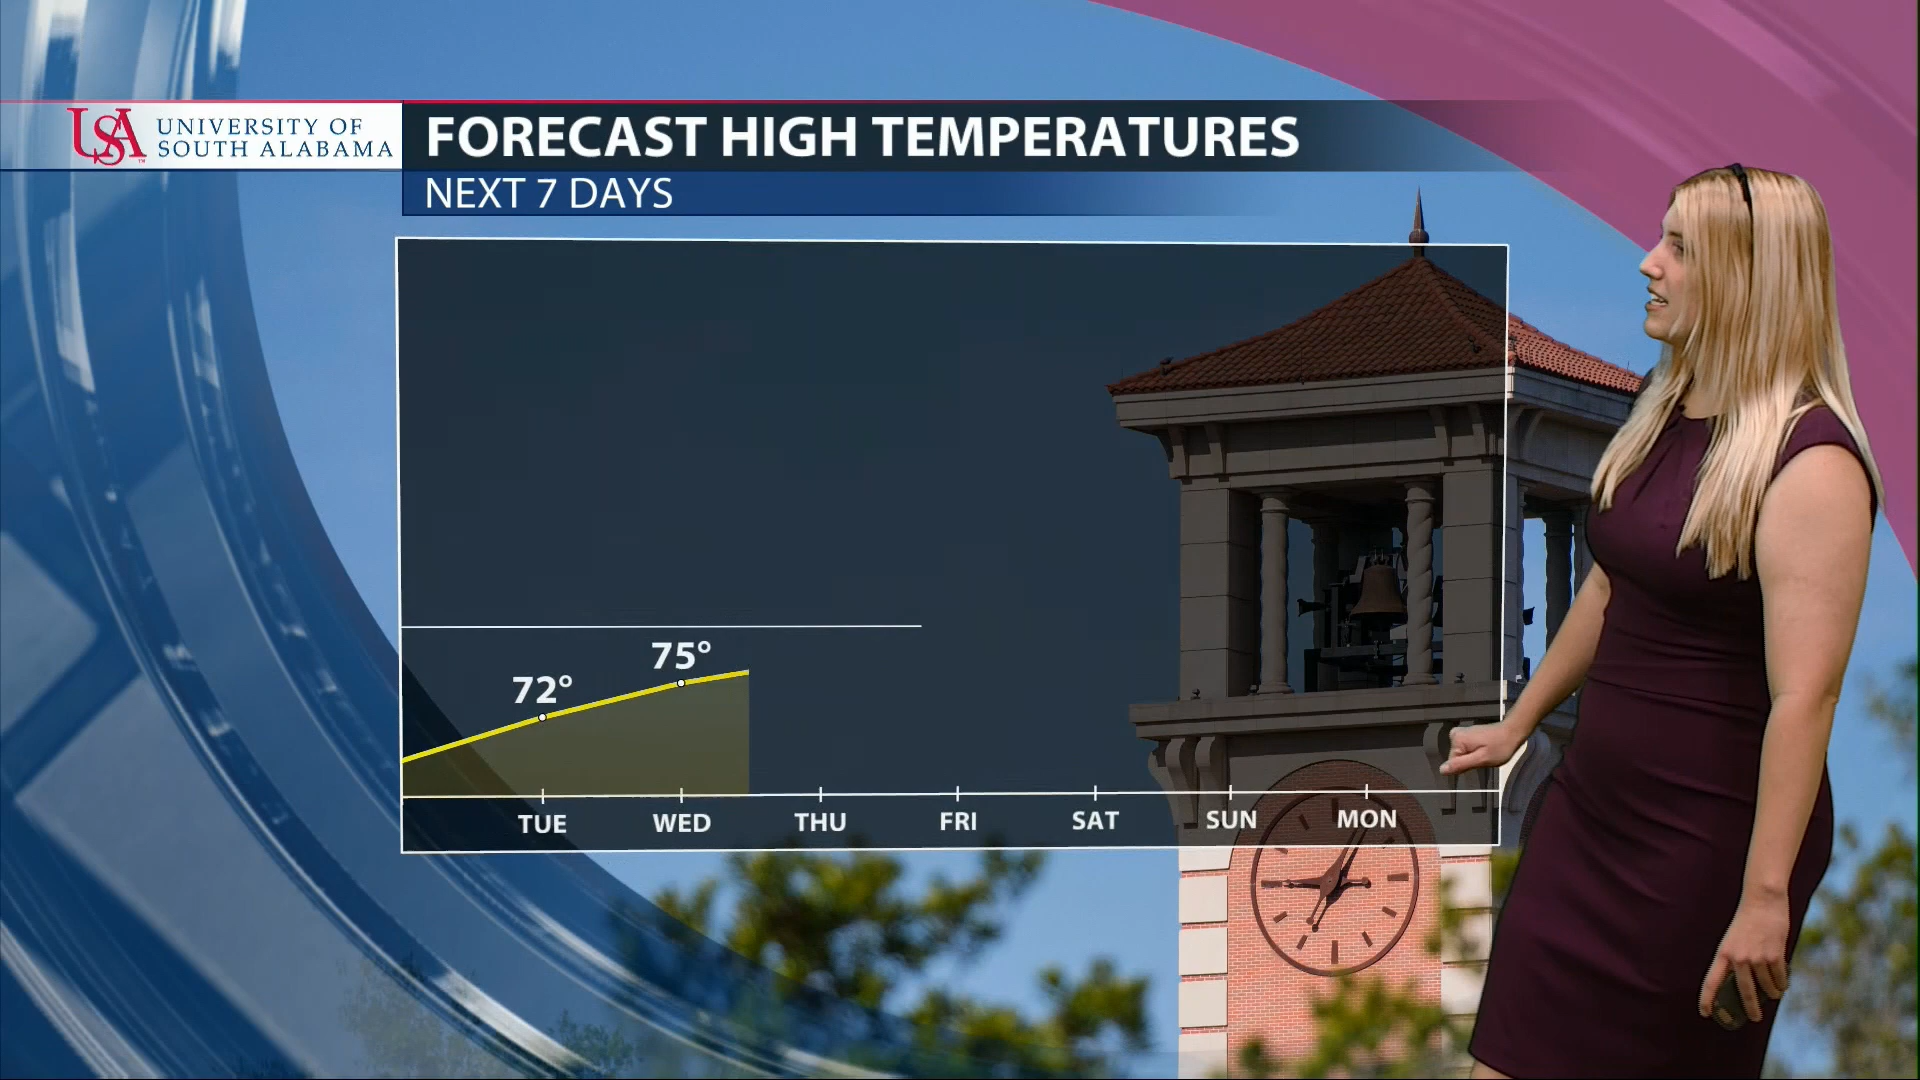 USA UNIVERSITY OF
SOUTH ALABAMA
FORECAST HIGH TEMPERATURES
NEXT 7 DAYS
72°
75°
TUE WED THU FRI SAT SUN MON